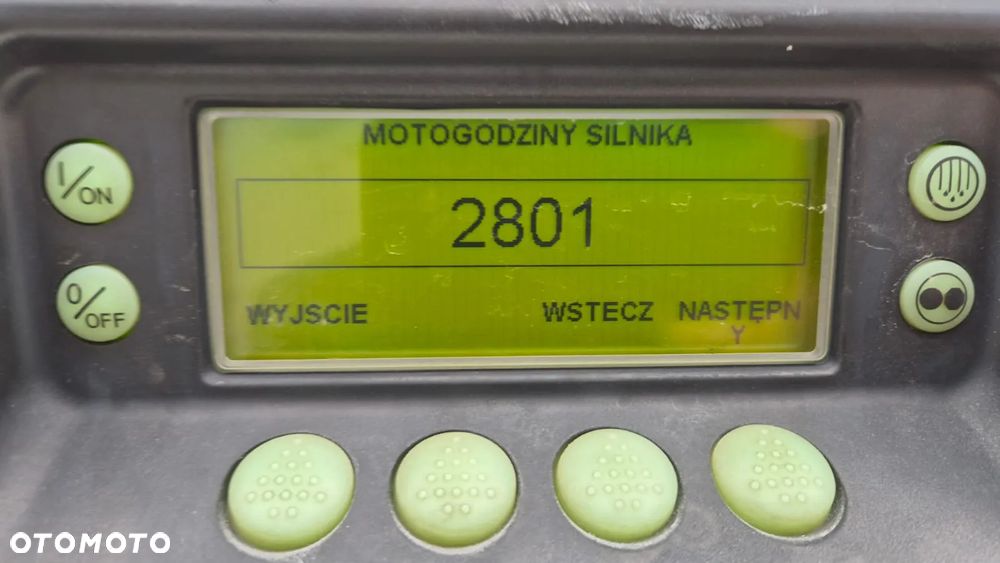 MOTOGODZINY SILNIKA
I/ON
2801
0/OFF
WYJSCIE WSTECZ NASTĘPN
Y
OTOMOTO